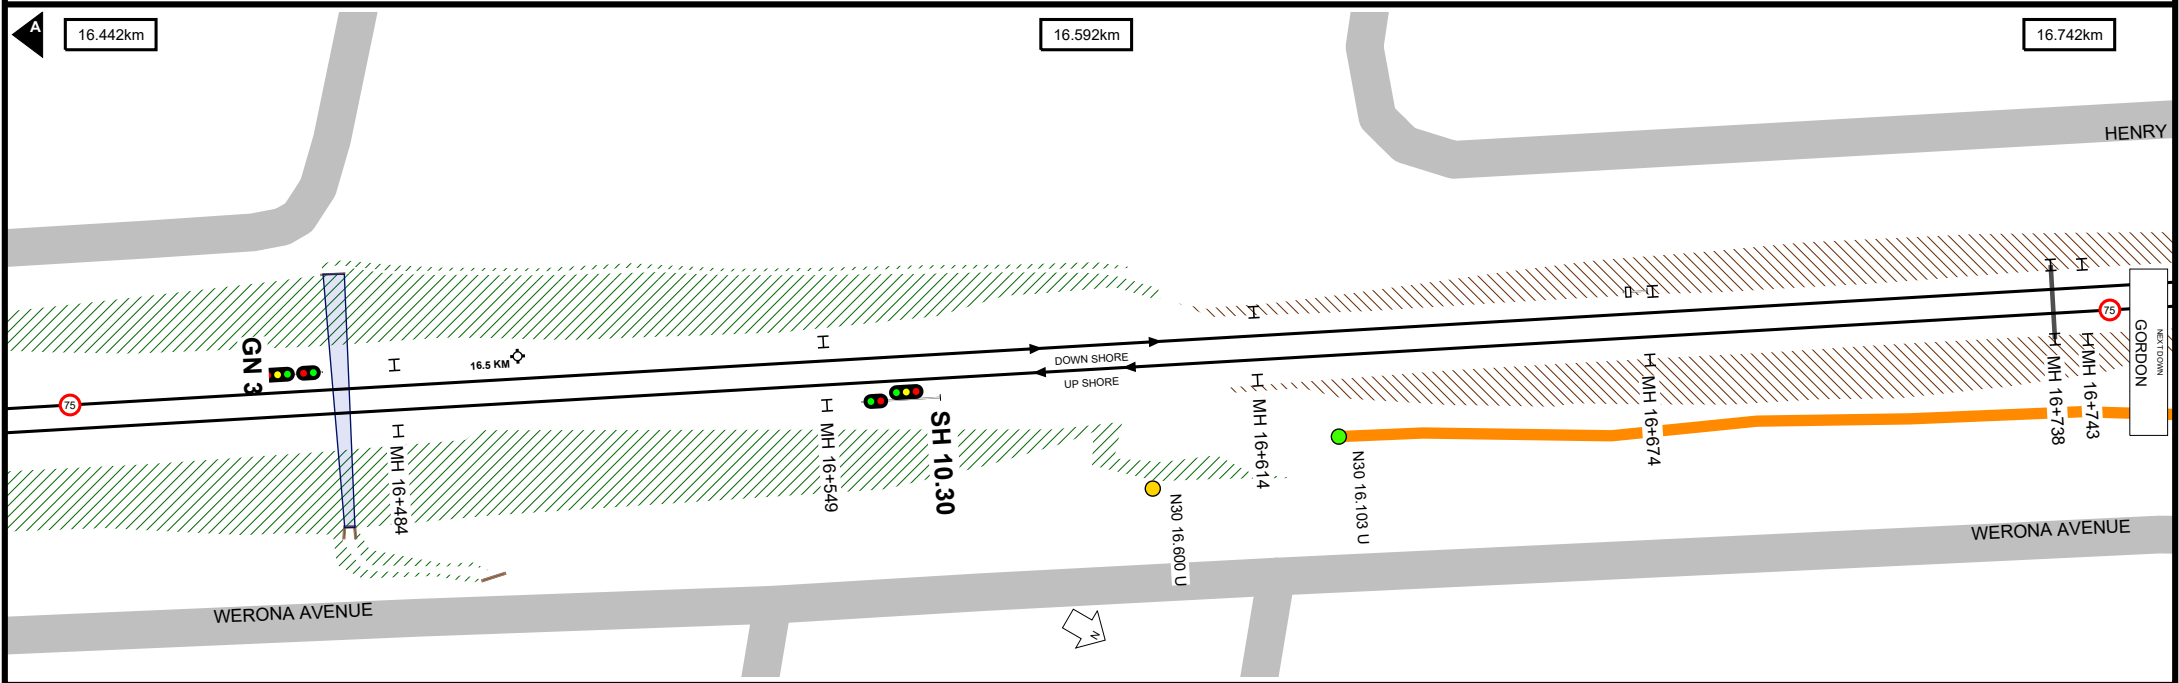 A
16.442km
16.592km
16.742km
HENRY
GN 3
75
16.5 KM
DOWN SHORE
UP SHORE
75
GORDON
NEXT DOWN
MH 16+484
MH 16+549
SH 10.30
MH 16+614
MH 16+674
MH 16+738
MH 16+743
N30 16.600 U
N30 16.103 U
WERONA AVENUE
WERONA AVENUE
N